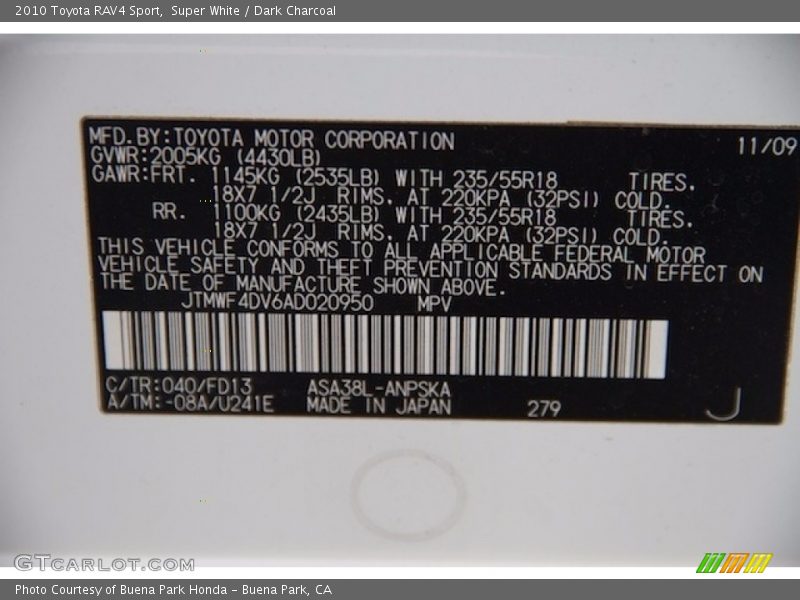 2010 Toyota RAV4 Sport, Super White / Dark Charcoal
MFD.BY:TOYOTA MOTOR CORPORATION 11/09
GVWR:2005KG (4430LB)
GAWR:FRT. 1145KG (2535LB) WITH 235/55R18 TIRES.
18X7 1/2J RIMS. AT 220KPA (32PSI) COLD.
RR. 1100KG (2435LB) WITH 235/55R18 TIRES.
18X7 1/2J RIMS. AT 220KPA (32PSI) COLD.
THIS VEHICLE CONFORMS TO ALL APPLICABLE FEDERAL MOTOR
VEHICLE SAFETY AND THEFT PREVENTION STANDARDS IN EFFECT ON
THE DATE OF MANUFACTURE SHOWN ABOVE.
JTMWF4DV6AD020950 MPV
C/TR:040/FD13 ASA38L-ANPSKA
A/TM:-08A/U241E MADE IN JAPAN 279 J
GTCARLOT.COM
Photo Courtesy of Buena Park Honda - Buena Park, CA